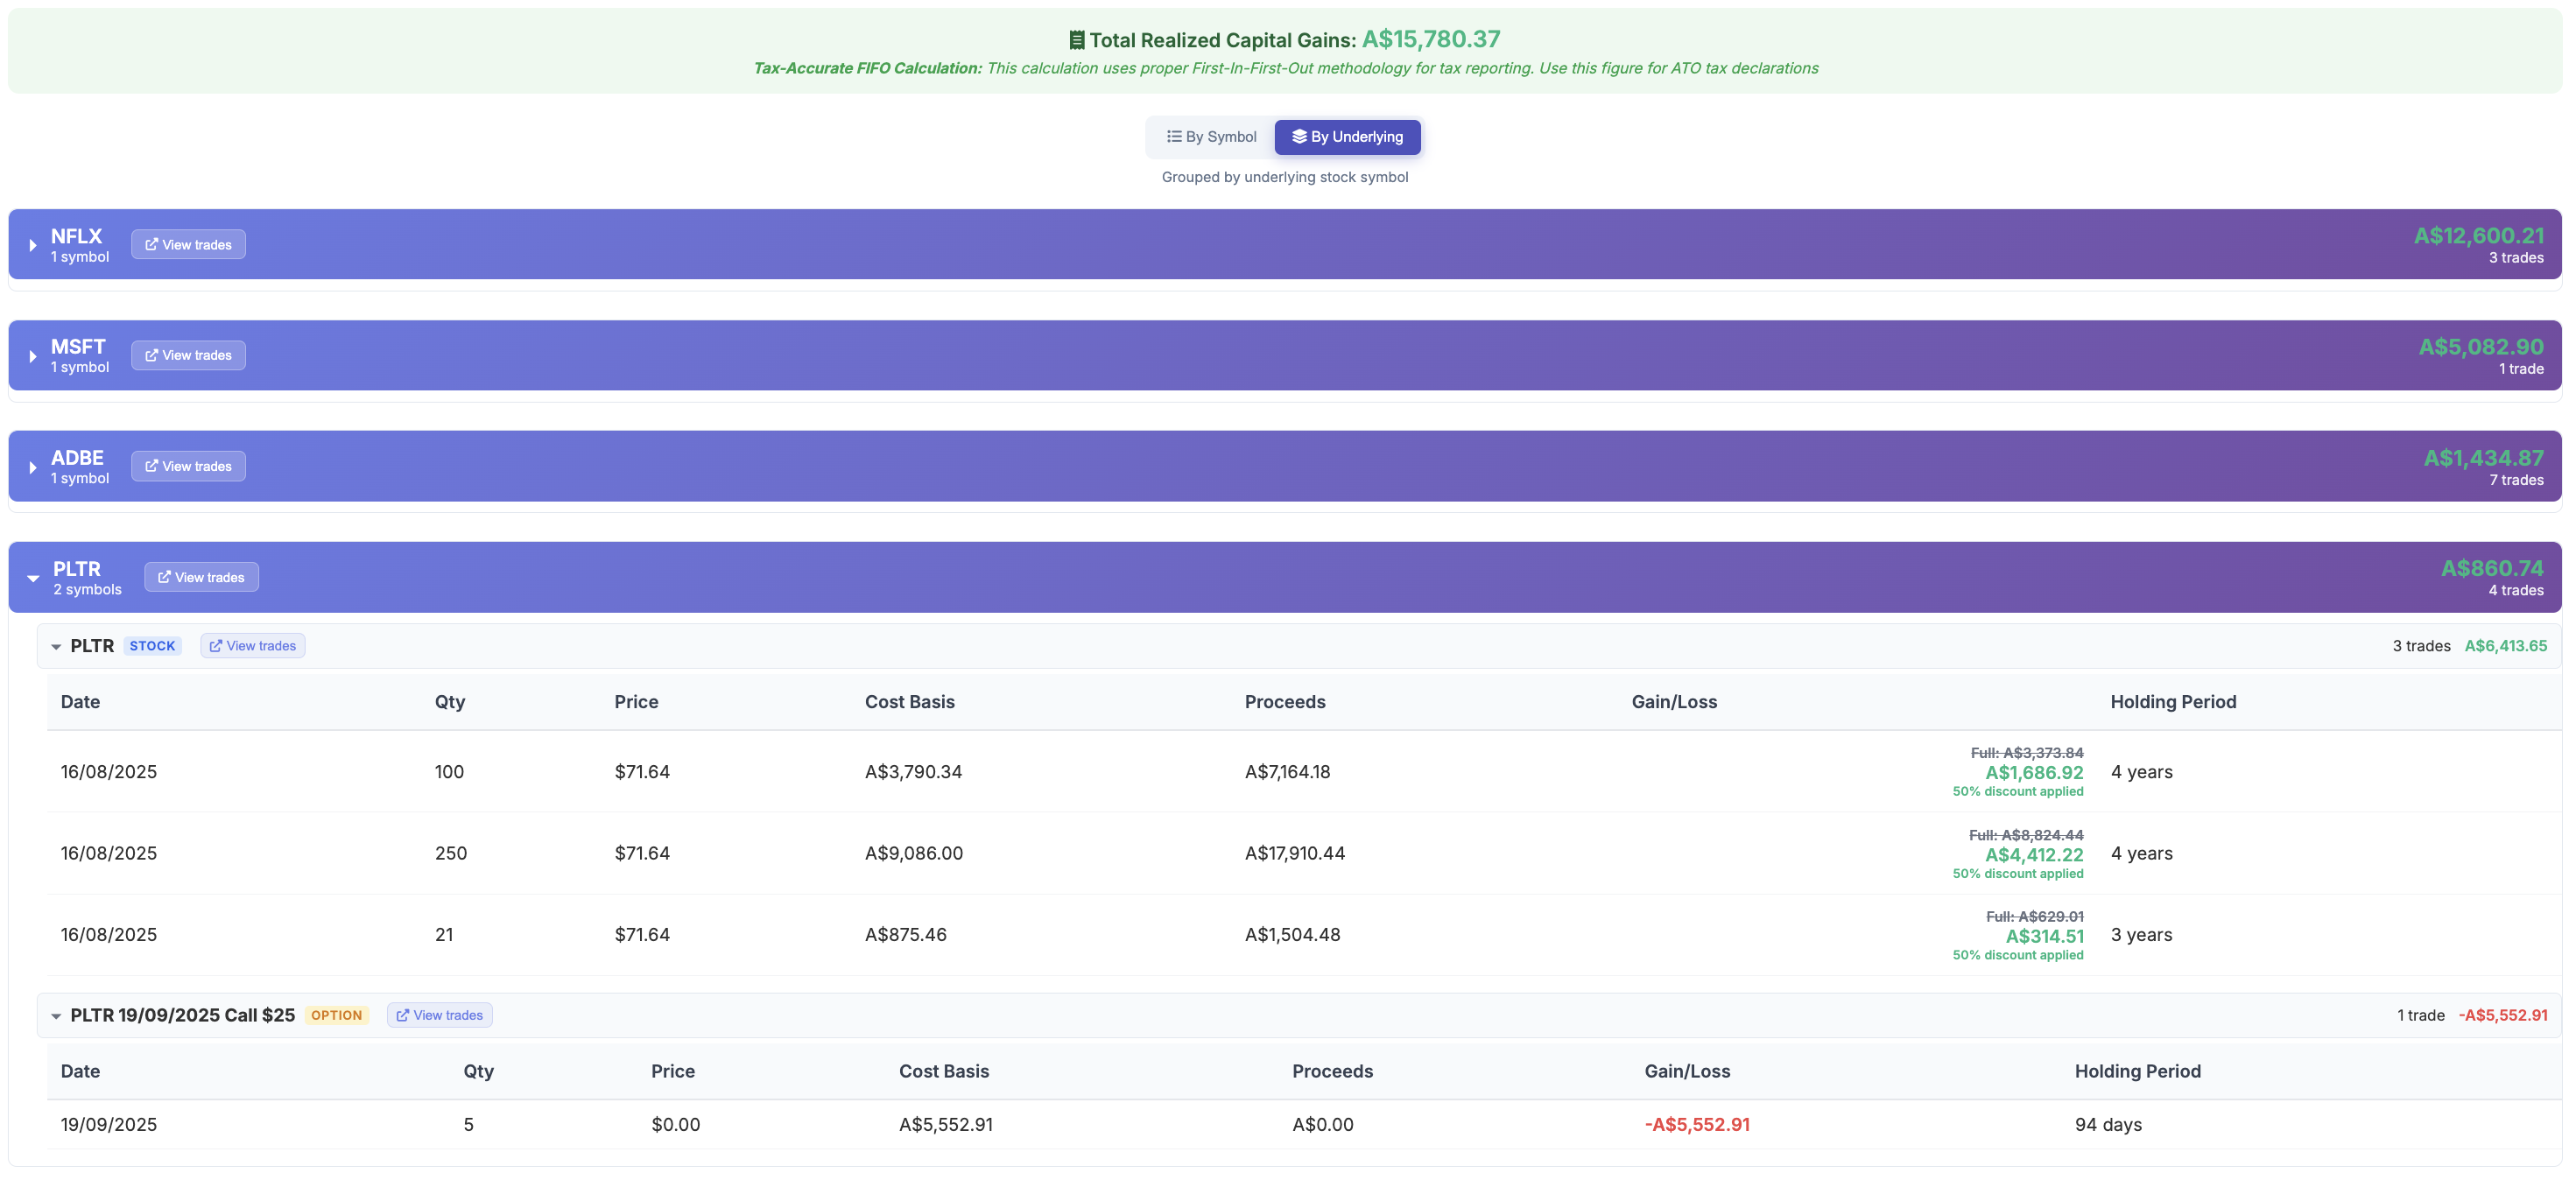 Total Realized Capital Gains: A$15,780.37
Tax-Accurate FIFO Calculation: This calculation uses proper First-In-First-Out methodology for tax reporting. Use this figure for ATO tax declarations
By Symbol By Underlying
Grouped by underlying stock symbol
NFLX View trades A$12,600.21
1 symbol 3 trades
MSFT View trades A$5,082.90
1 symbol 1 trade
ADBE View trades A$1,434.87
1 symbol 7 trades
PLTR View trades A$860.74
2 symbols 4 trades
PLTR STOCK View trades 3 trades A$6,413.65
Date Qty Price Cost Basis Proceeds Gain/Loss Holding Period
Full: A$3,373.84
16/08/2025 100 $71.64 A$3,790.34 A$7,164.18 A$1,686.92 4 years
50% discount applied
Full: A$8,824.44
16/08/2025 250 $71.64 A$9,086.00 A$17,910.44 A$4,412.22 4 years
50% discount applied
Full: A$629.01
16/08/2025 21 $71.64 A$875.46 A$1,504.48 A$314.51 3 years
50% discount applied
PLTR 19/09/2025 Call $25 OPTION View trades 1 trade -A$5,552.91
Date Qty Price Cost Basis Proceeds Gain/Loss Holding Period
19/09/2025 5 $0.00 A$5,552.91 A$0.00 -A$5,552.91 94 days